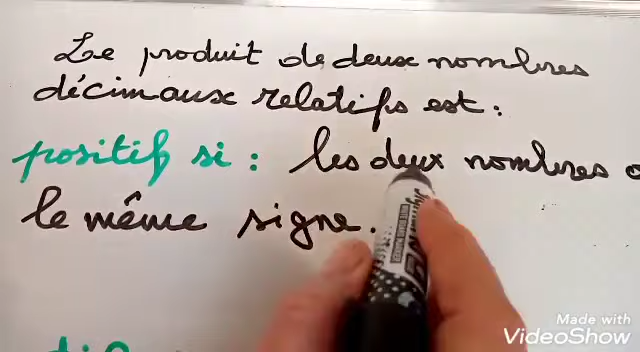 Le produit de deux nombres
décimaux relatifs est :
positif si : les deux nombres o
le même signe.
Made with
VideoShow